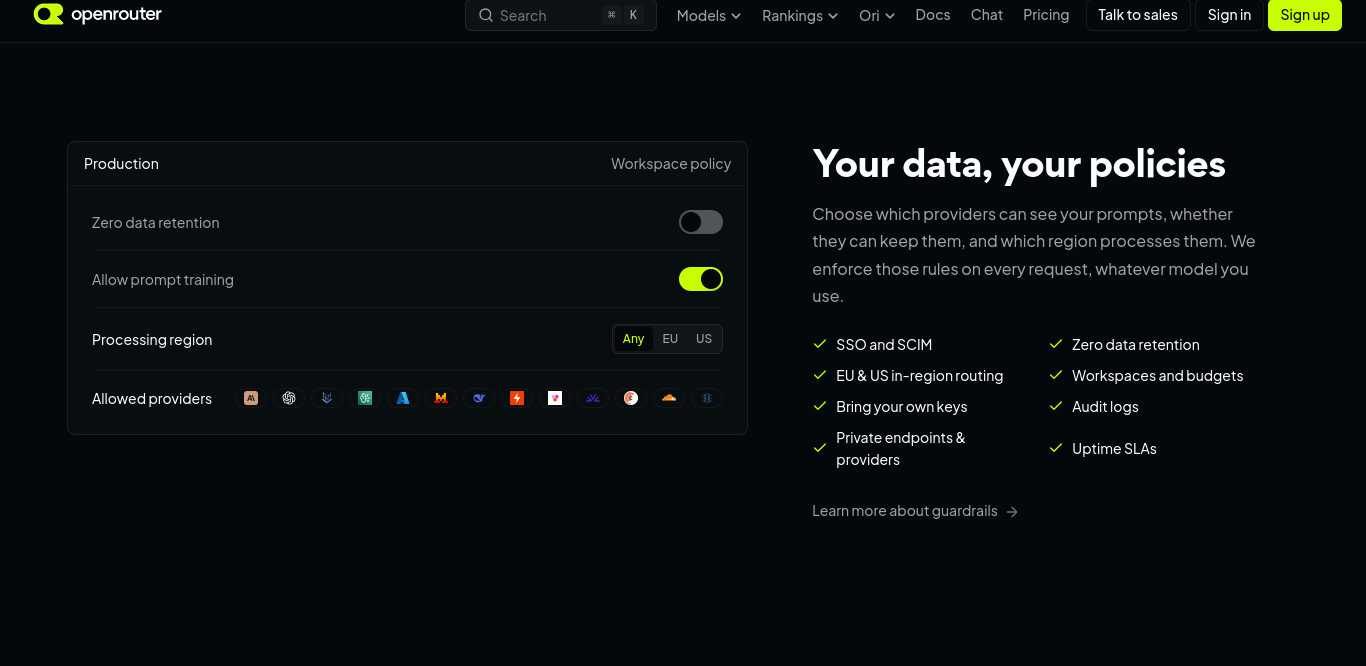 openrouter
Search ⌘ K
Models
Rankings
Ori
Docs
Chat
Pricing
Talk to sales
Sign in
Sign up
Production
Workspace policy
Zero data retention
Allow prompt training
Processing region
Any EU US
Allowed providers
Your data, your policies
Choose which providers can see your prompts, whether
they can keep them, and which region processes them. We
enforce those rules on every request, whatever model you
use.
SSO and SCIM
Zero data retention
EU & US in-region routing
Workspaces and budgets
Bring your own keys
Audit logs
Private endpoints &
providers
Uptime SLAs
Learn more about guardrails